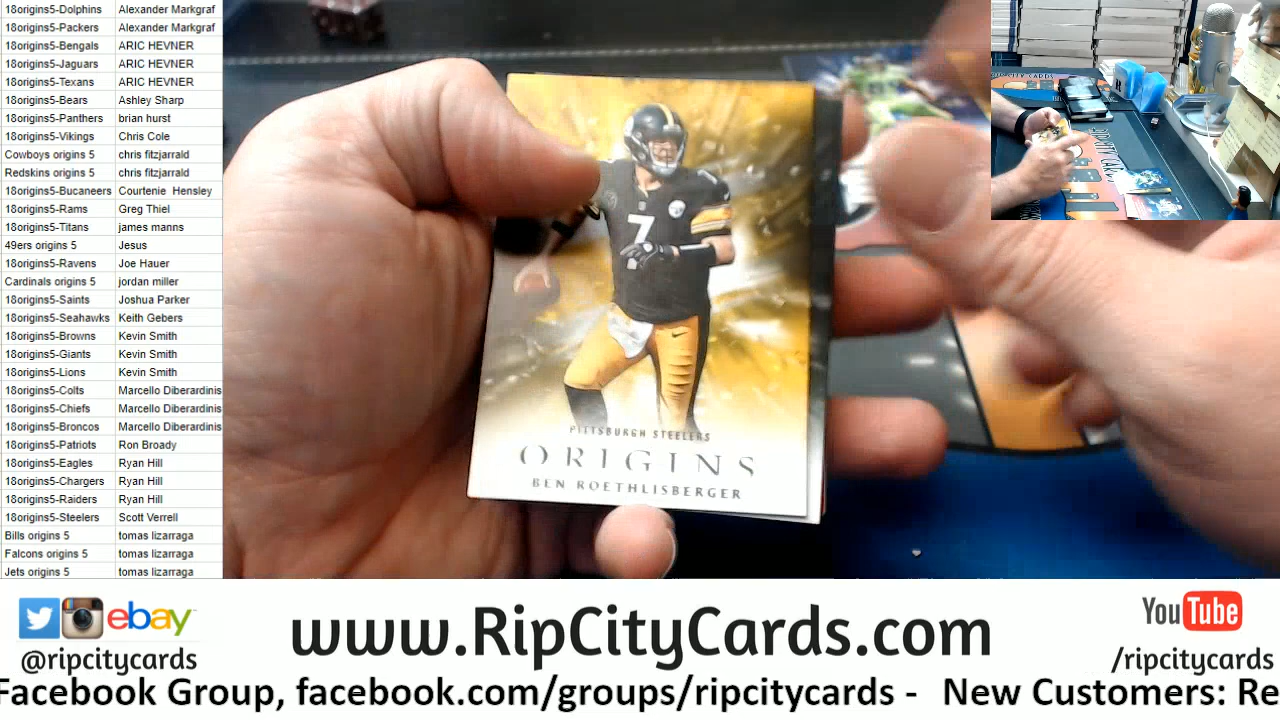 18origins5-Dolphins Alexander Markgraf
18origins5-Packers Alexander Markgraf
18origins5-Bengals ARIC HEVNER
18origins5-Jaguars ARIC HEVNER
18origins5-Texans ARIC HEVNER
18origins5-Bears Ashley Sharp
18origins5-Panthers brian hurst
18origins5-Vikings Chris Cole
Cowboys origins 5 chris fitzjarrald
Redskins origins 5 chris fitzjarrald
18origins5-Bucaneers Courtenie Hensley
18origins5-Rams Greg Thiel
18origins5-Titans james manns
49ers origins 5 Jesus
18origins5-Ravens Joe Hauer
Cardinals origins 5 jordan miller
18origins5-Saints Joshua Parker
18origins5-Seahawks Keith Gebers
18origins5-Browns Kevin Smith
18origins5-Giants Kevin Smith
18origins5-Lions Kevin Smith
18origins5-Colts Marcello Diberardinis
18origins5-Chiefs Marcello Diberardinis
18origins5-Broncos Marcello Diberardinis
18origins5-Patriots Ron Broady
18origins5-Eagles Ryan Hill
18origins5-Chargers Ryan Hill
18origins5-Raiders Ryan Hill
18origins5-Steelers Scott Verrell
Bills origins 5 tomas lizarraga
Falcons origins 5 tomas lizarraga
Jets origins 5 tomas lizarraga
7
PITTSBURGH STEELERS
ORIGINS
BEN ROETHLISBERGER
ebay
@ripcitycards
www.RipCityCards.com
YouTube
/ripcitycards
Facebook Group, facebook.com/groups/ripcitycards - New Customers: Re